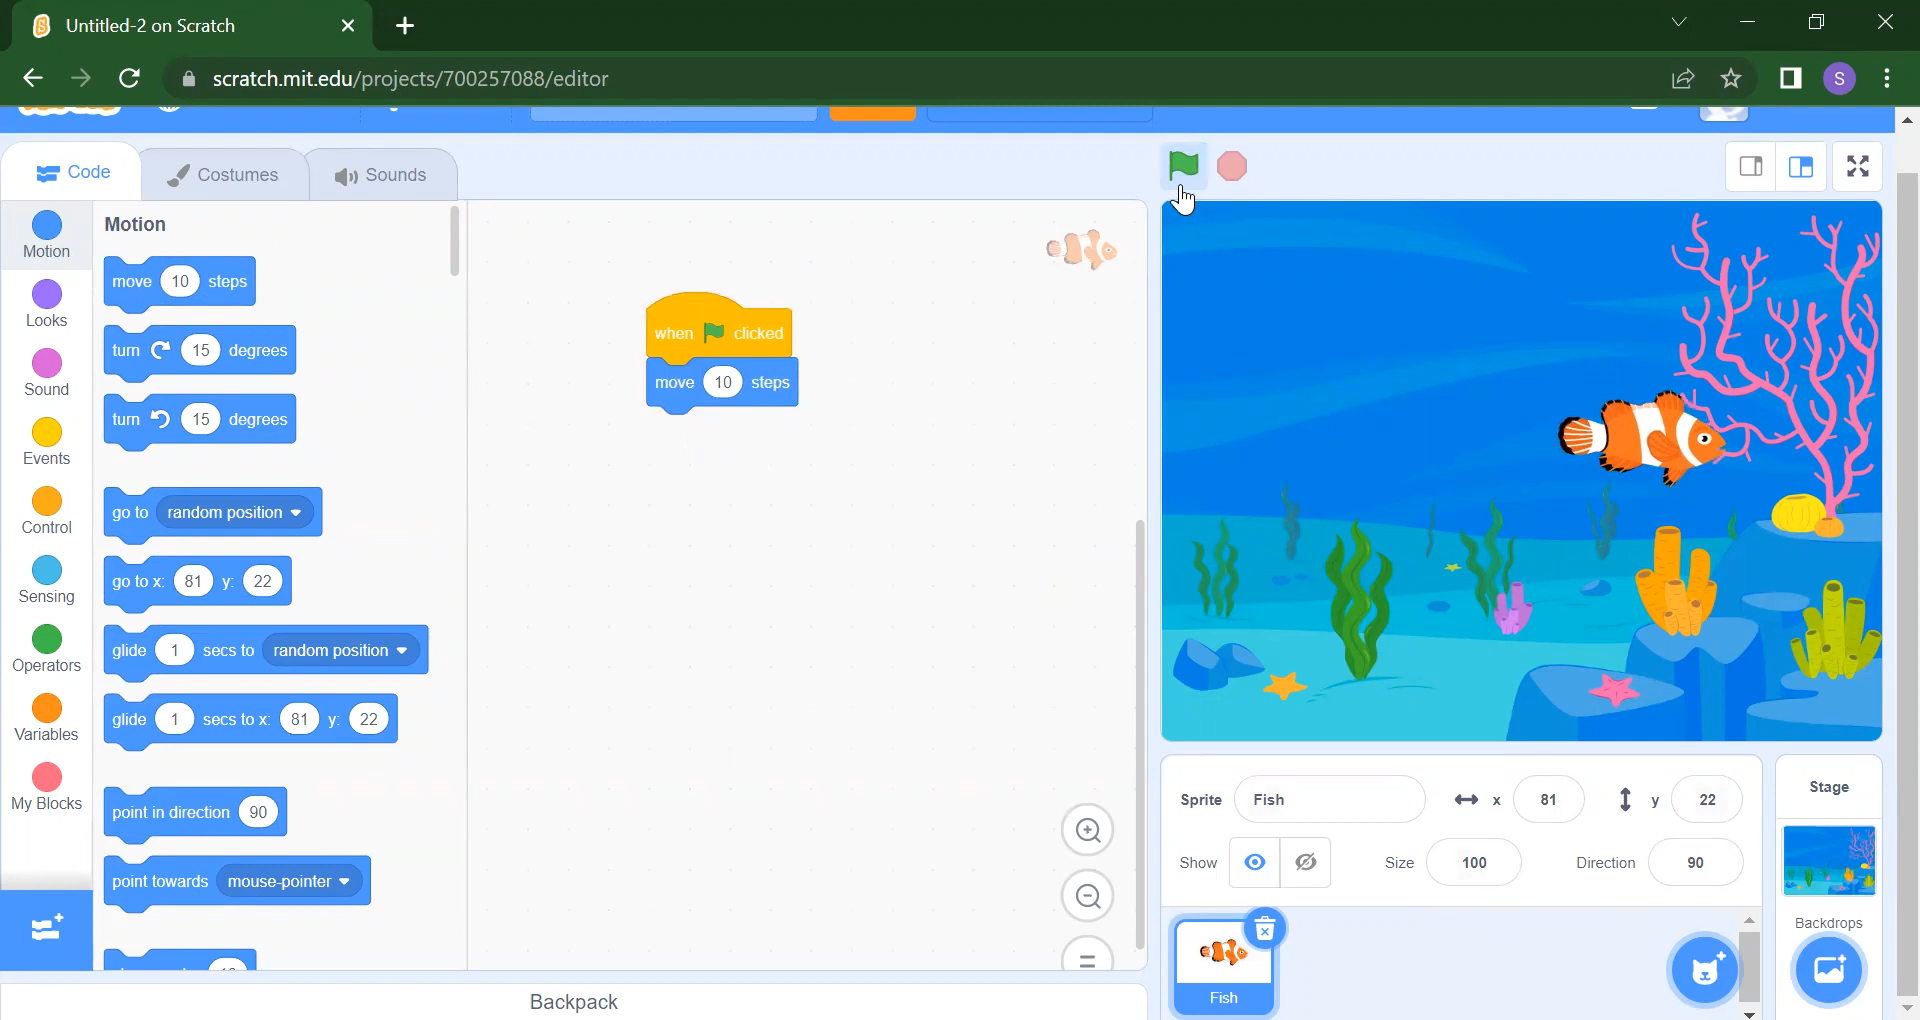 Untitled-2 on Scratch
scratch.mit.edu/projects/700257088/editor
S
Code
Costumes
Sounds
Motion
Looks
Sound
Events
Control
Sensing
Operators
Variables
My Blocks
Motion
move 10 steps
turn 15 degrees
turn 15 degrees
go to random position
go to x: 81 y: 22
glide 1 secs to random position
glide 1 secs to x: 81 y: 22
point in direction 90
point towards mouse-pointer
when clicked
move 10 steps
Backpack
Sprite Fish x 81 y 22
Show Size 100 Direction 90
Fish
Stage
Backdrops